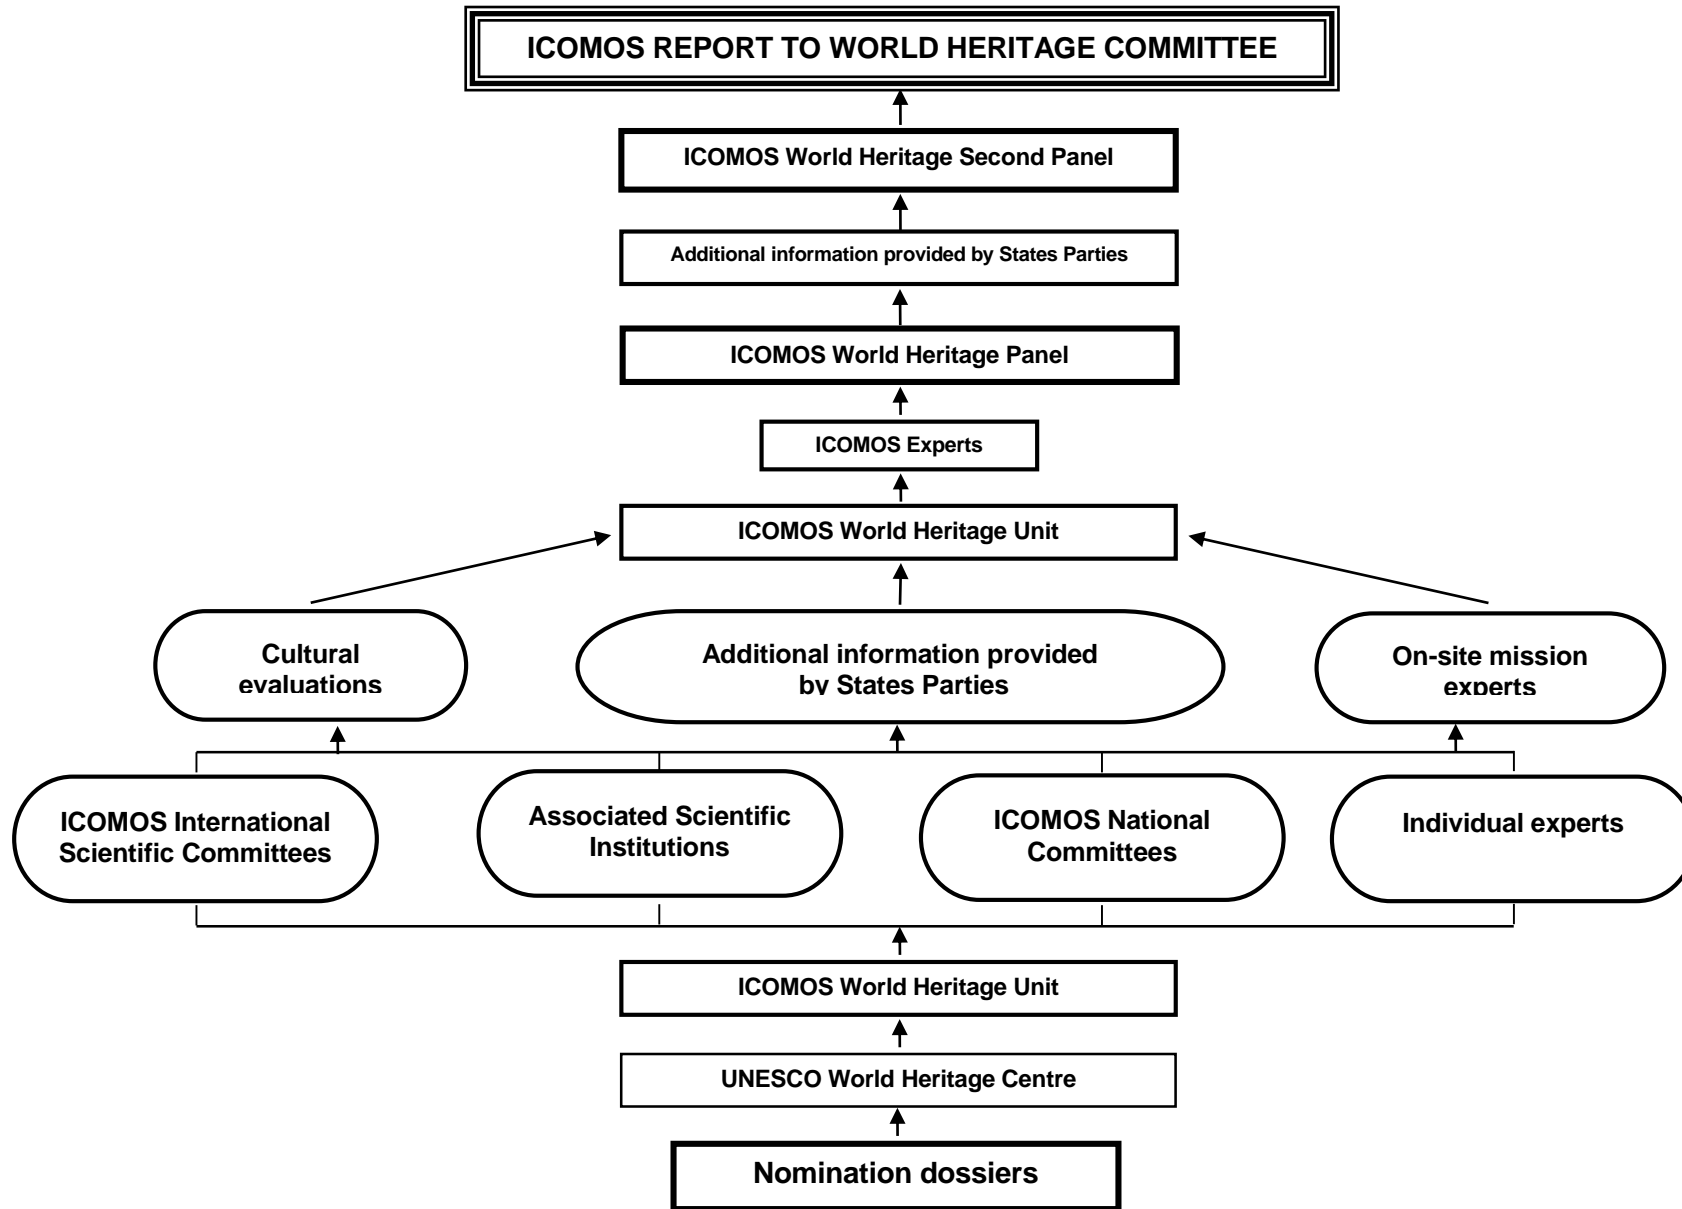 ICOMOS REPORT TO WORLD HERITAGE COMMITTEE
ICOMOS World Heritage Second Panel
Additional information provided by States Parties
ICOMOS World Heritage Panel
ICOMOS Experts
ICOMOS World Heritage Unit
Cultural
evaluations
Additional information provided
by States Parties
On-site mission
experts
ICOMOS International
Scientific Committees
Associated Scientific
Institutions
ICOMOS National
Committees
Individual experts
ICOMOS World Heritage Unit
UNESCO World Heritage Centre
Nomination dossiers